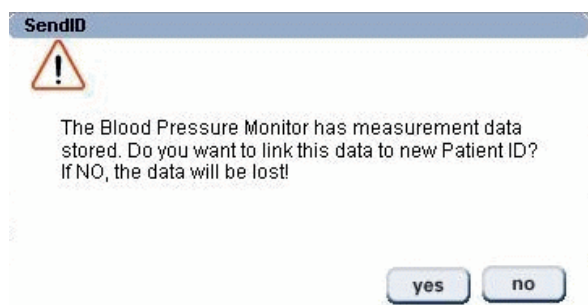 SendID
The Blood Pressure Monitor has measurement data
stored. Do you want to link this data to new Patient ID?
If NO, the data will be lost!
yes no